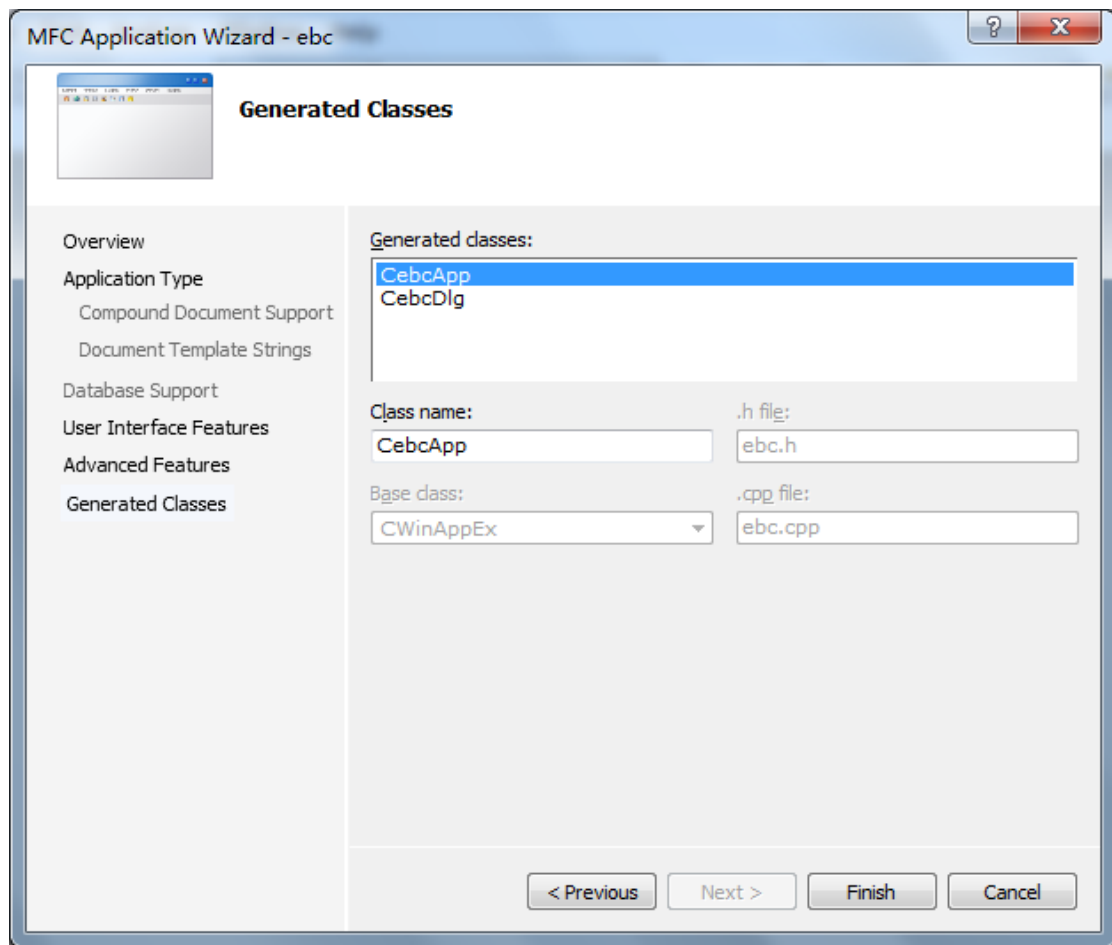 MFC Application Wizard - ebc
Generated Classes
Overview
Application Type
Compound Document Support
Document Template Strings
Database Support
User Interface Features
Advanced Features
Generated Classes
Generated classes:
CebcApp
CebcDlg
Class name:
.h file:
CebcApp
ebc.h
Base class:
.cpp file:
CWinAppEx
ebc.cpp
< Previous
Next >
Finish
Cancel